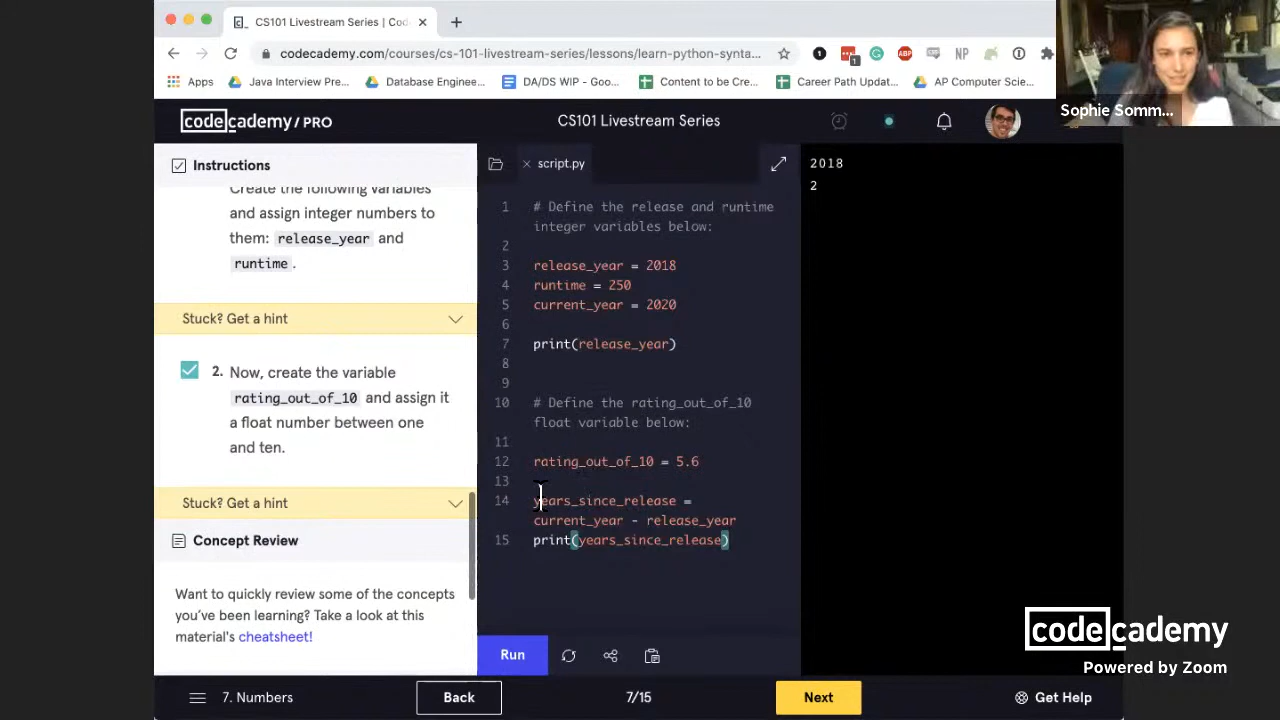 CS101 Livestream Series | Cod
codecademy.com/courses/cs-101-livestream-series/lessons/learn-python-synta...
1
1
ABP
NP
Apps
Java Interview Pre...
Database Engine...
DA/DS WIP - Goo...
Content to be Cre...
Career Path Updat...
AP Computer Scie...
Sophie Somm...
codecademy / PRO
CS101 Livestream Series
Instructions
Create the following variables
and assign integer numbers to
them: release_year and
runtime .
Stuck? Get a hint
2. Now, create the variable
rating_out_of_10 and assign it
a float number between one
and ten.
Stuck? Get a hint
Concept Review
Want to quickly review some of the concepts
you've been learning? Take a look at this
material's cheatsheet!
script.py
1 # Define the release and runtime
integer variables below:
2
3 release_year = 2018
4 runtime = 250
5 current_year = 2020
6
7 print(release_year)
8
9
10 # Define the rating_out_of_10
float variable below:
11
12 rating_out_of_10 = 5.6
13
14 years_since_release =
current_year - release_year
15 print(years_since_release)
Run
2018
2
codecademy
Powered by Zoom
7. Numbers
Back
7/15
Next
Get Help